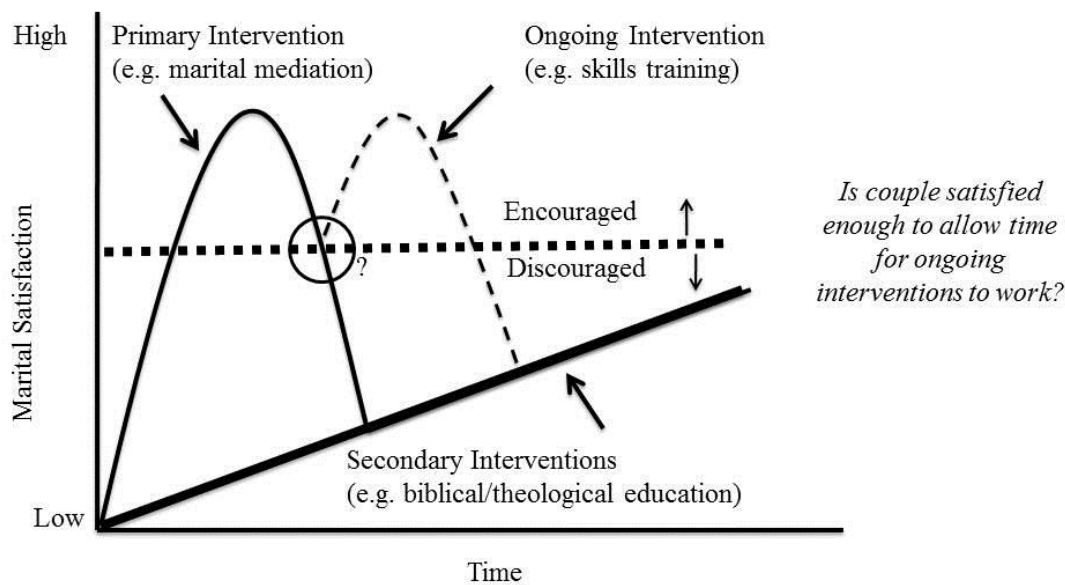 High
Primary Intervention
(e.g. marital mediation)
Ongoing Intervention
(e.g. skills training)
Is couple satisfied
enough to allow time
for ongoing
interventions to work?
Encouraged
Discouraged
?
Marital Satisfaction
Secondary Interventions
(e.g. biblical/theological education)
Low
Time